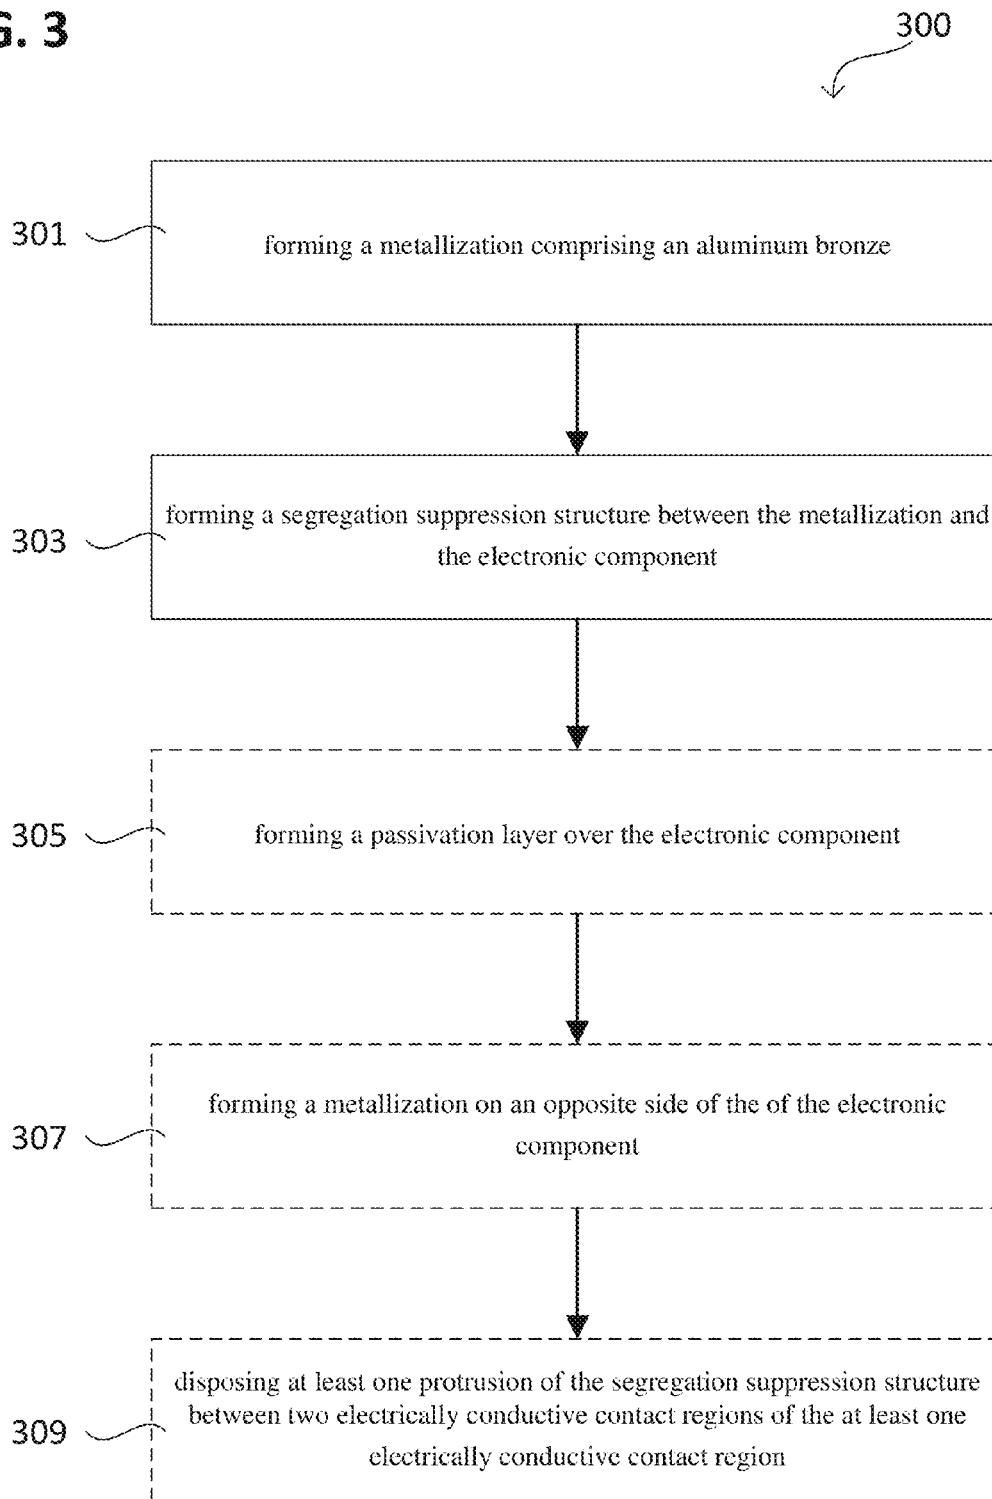 G. 3
300
301
forming a metallization comprising an aluminum bronze
303
forming a segregation suppression structure between the metallization and
the electronic component
305
forming a passivation layer over the electronic component
307
forming a metallization on an opposite side of the of the electronic
component
309
disposing at least one protrusion of the segregation suppression structure
between two electrically conductive contact regions of the at least one
electrically conductive contact region